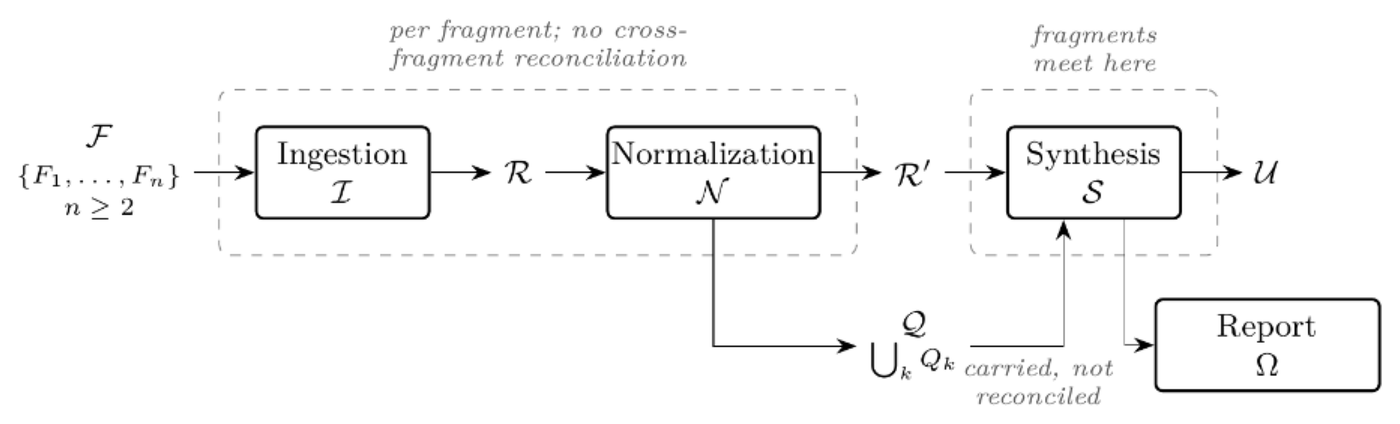 per fragment; no cross-
fragment reconciliation
fragments
meet here
ℱ
{F₁, …, Fₙ}
n ≥ 2
Ingestion
ℐ
ℛ
Normalization
𝒩
ℛ′
Synthesis
𝒮
𝒰
𝒬
⋃ₖ Qₖ
carried, not
reconciled
Report
Ω